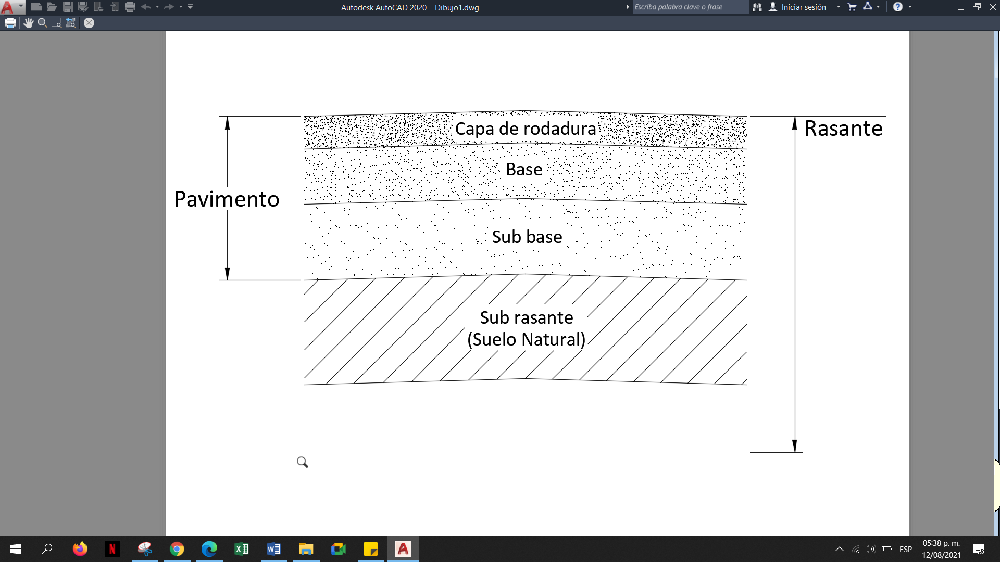 Autodesk AutoCAD 2020 Dibujo1.dwg
Escriba palabra clave o frase
Iniciar sesión
Capa de rodadura
Rasante
Base
Pavimento
Sub base
Sub rasante
(Suelo Natural)
ESP
05:38 p. m.
12/08/2021